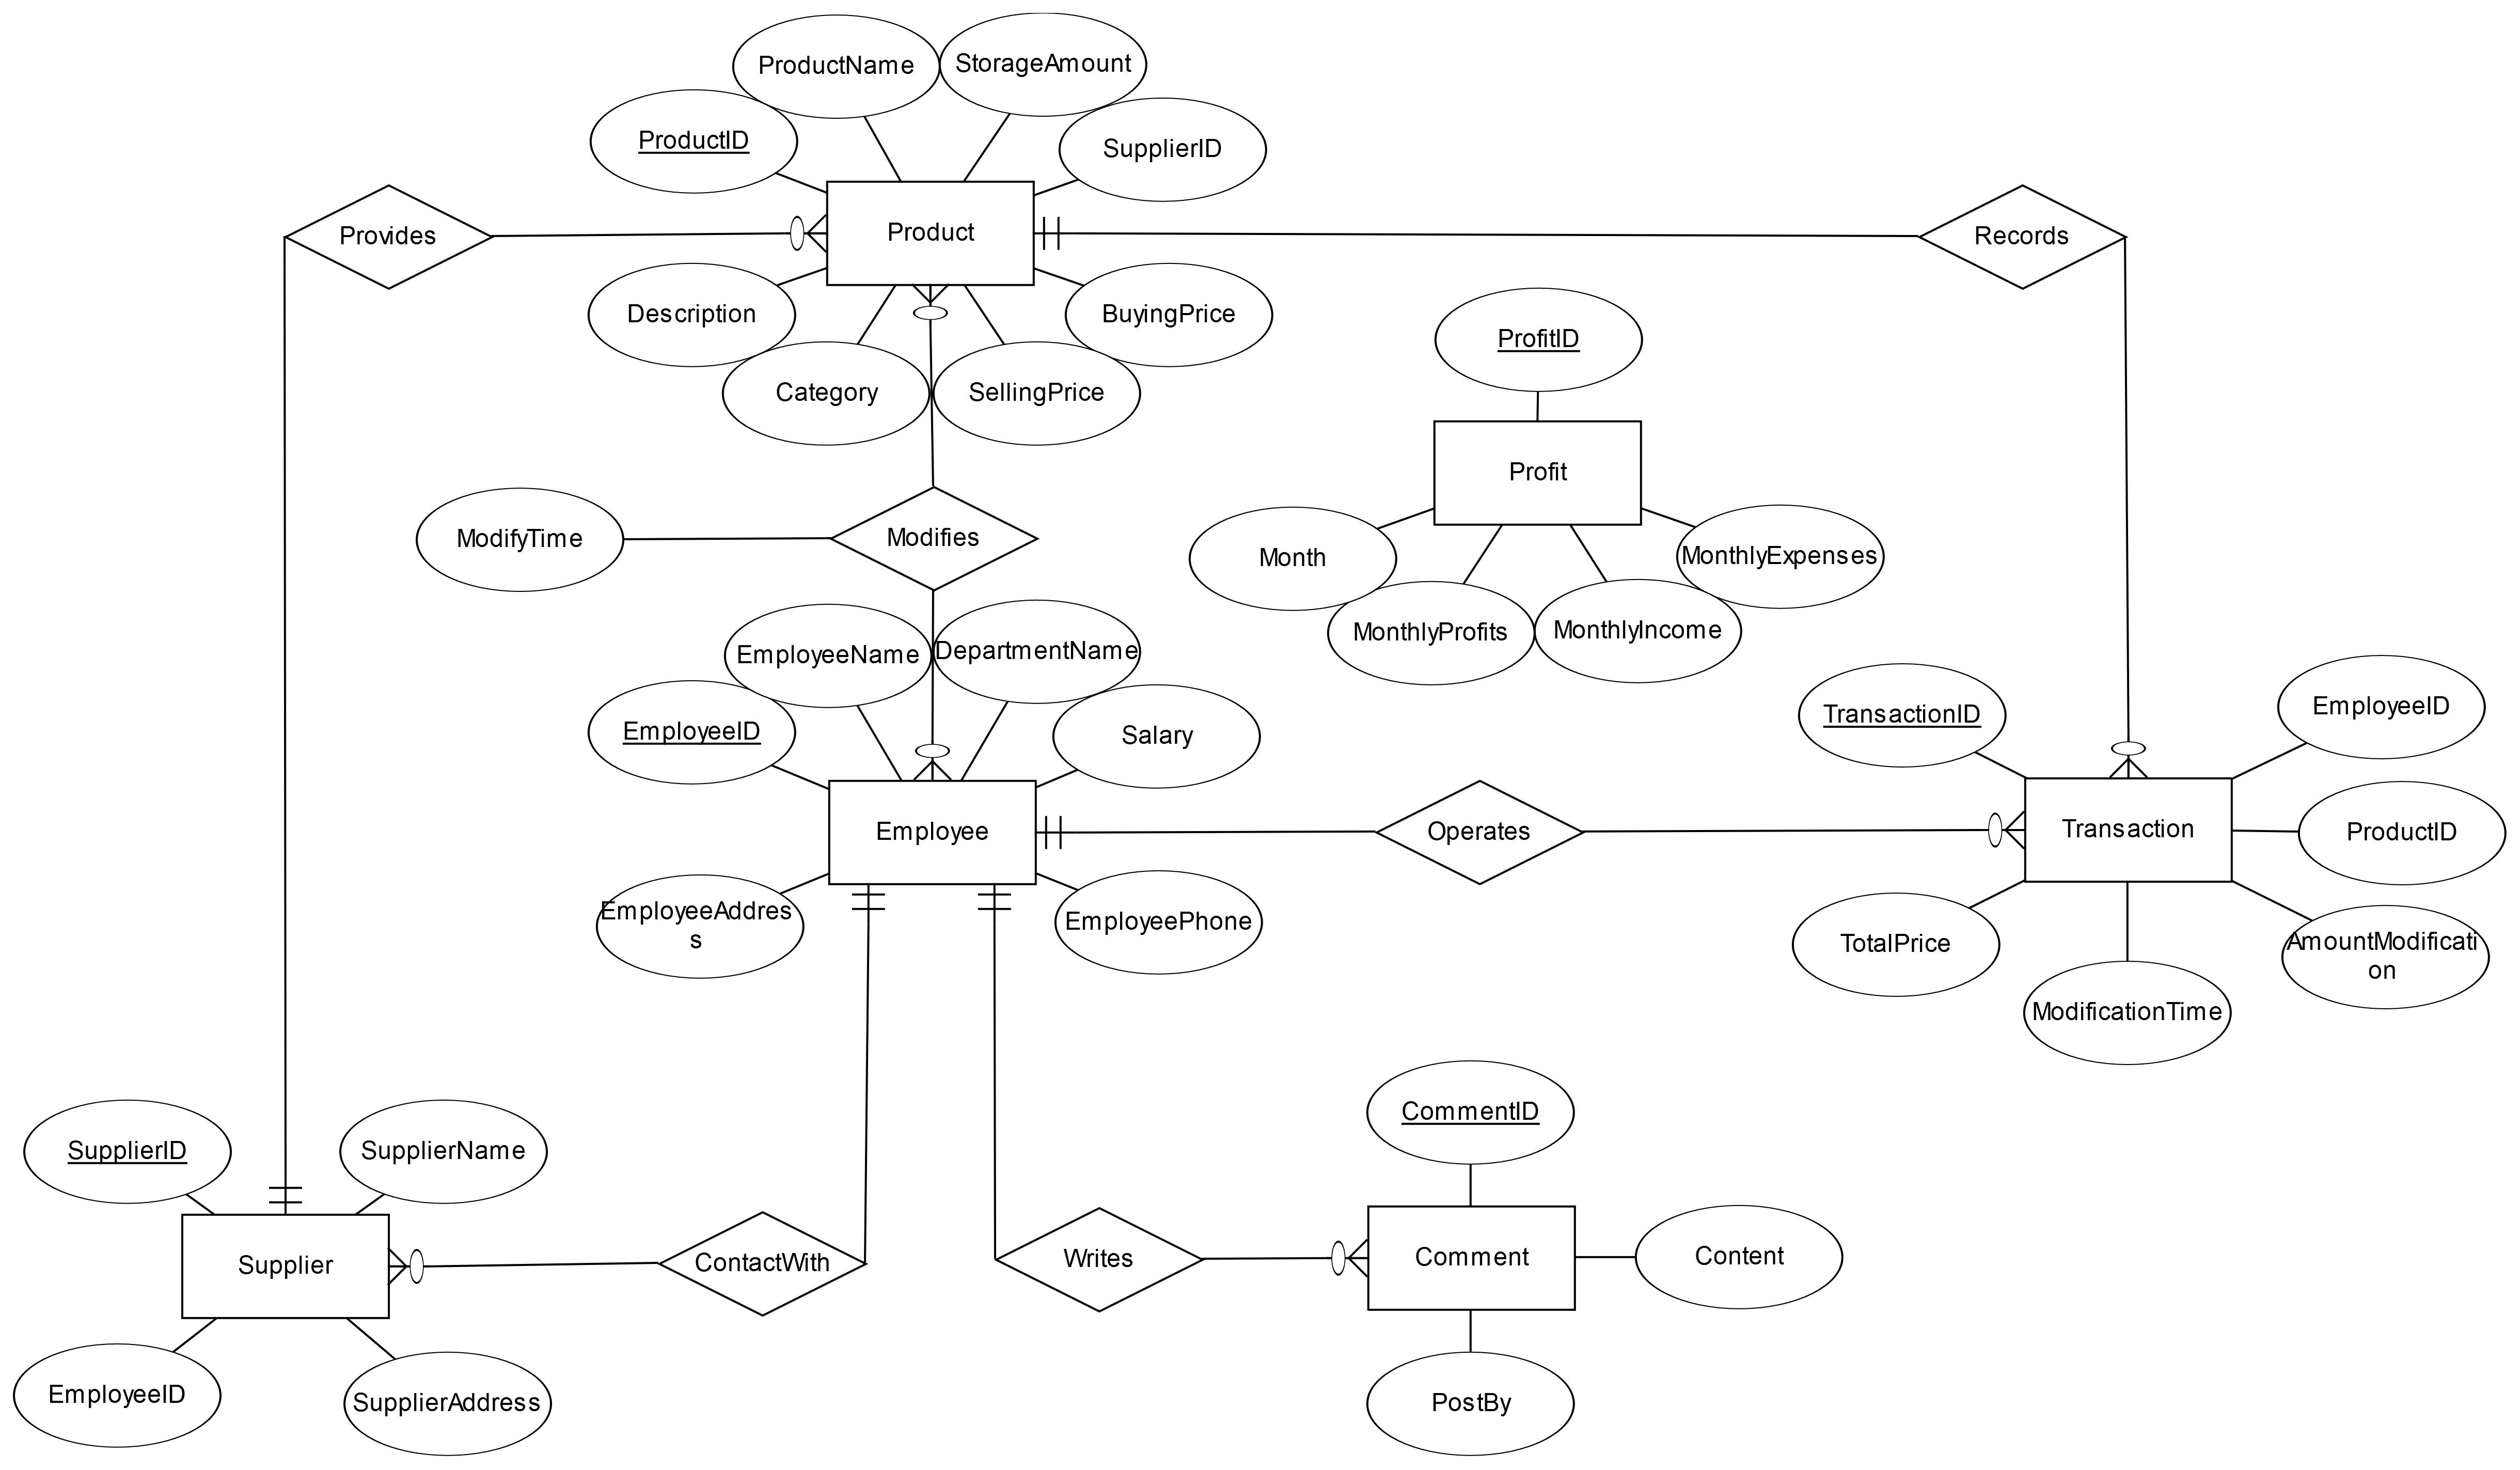 ProductName
StorageAmount
ProductID
SupplierID
Provides
Product
Records
Description
BuyingPrice
Category
SellingPrice
ProfitID
Profit
ModifyTime
Modifies
Month
MonthlyExpenses
MonthlyProfits
MonthlyIncome
EmployeeName
DepartmentName
EmployeeID
Salary
TransactionID
EmployeeID
Employee
Operates
Transaction
ProductID
EmployeeAddres
s
EmployeePhone
TotalPrice
AmountModificati
on
ModificationTime
CommentID
SupplierID
SupplierName
Supplier
ContactWith
Writes
Comment
Content
EmployeeID
SupplierAddress
PostBy